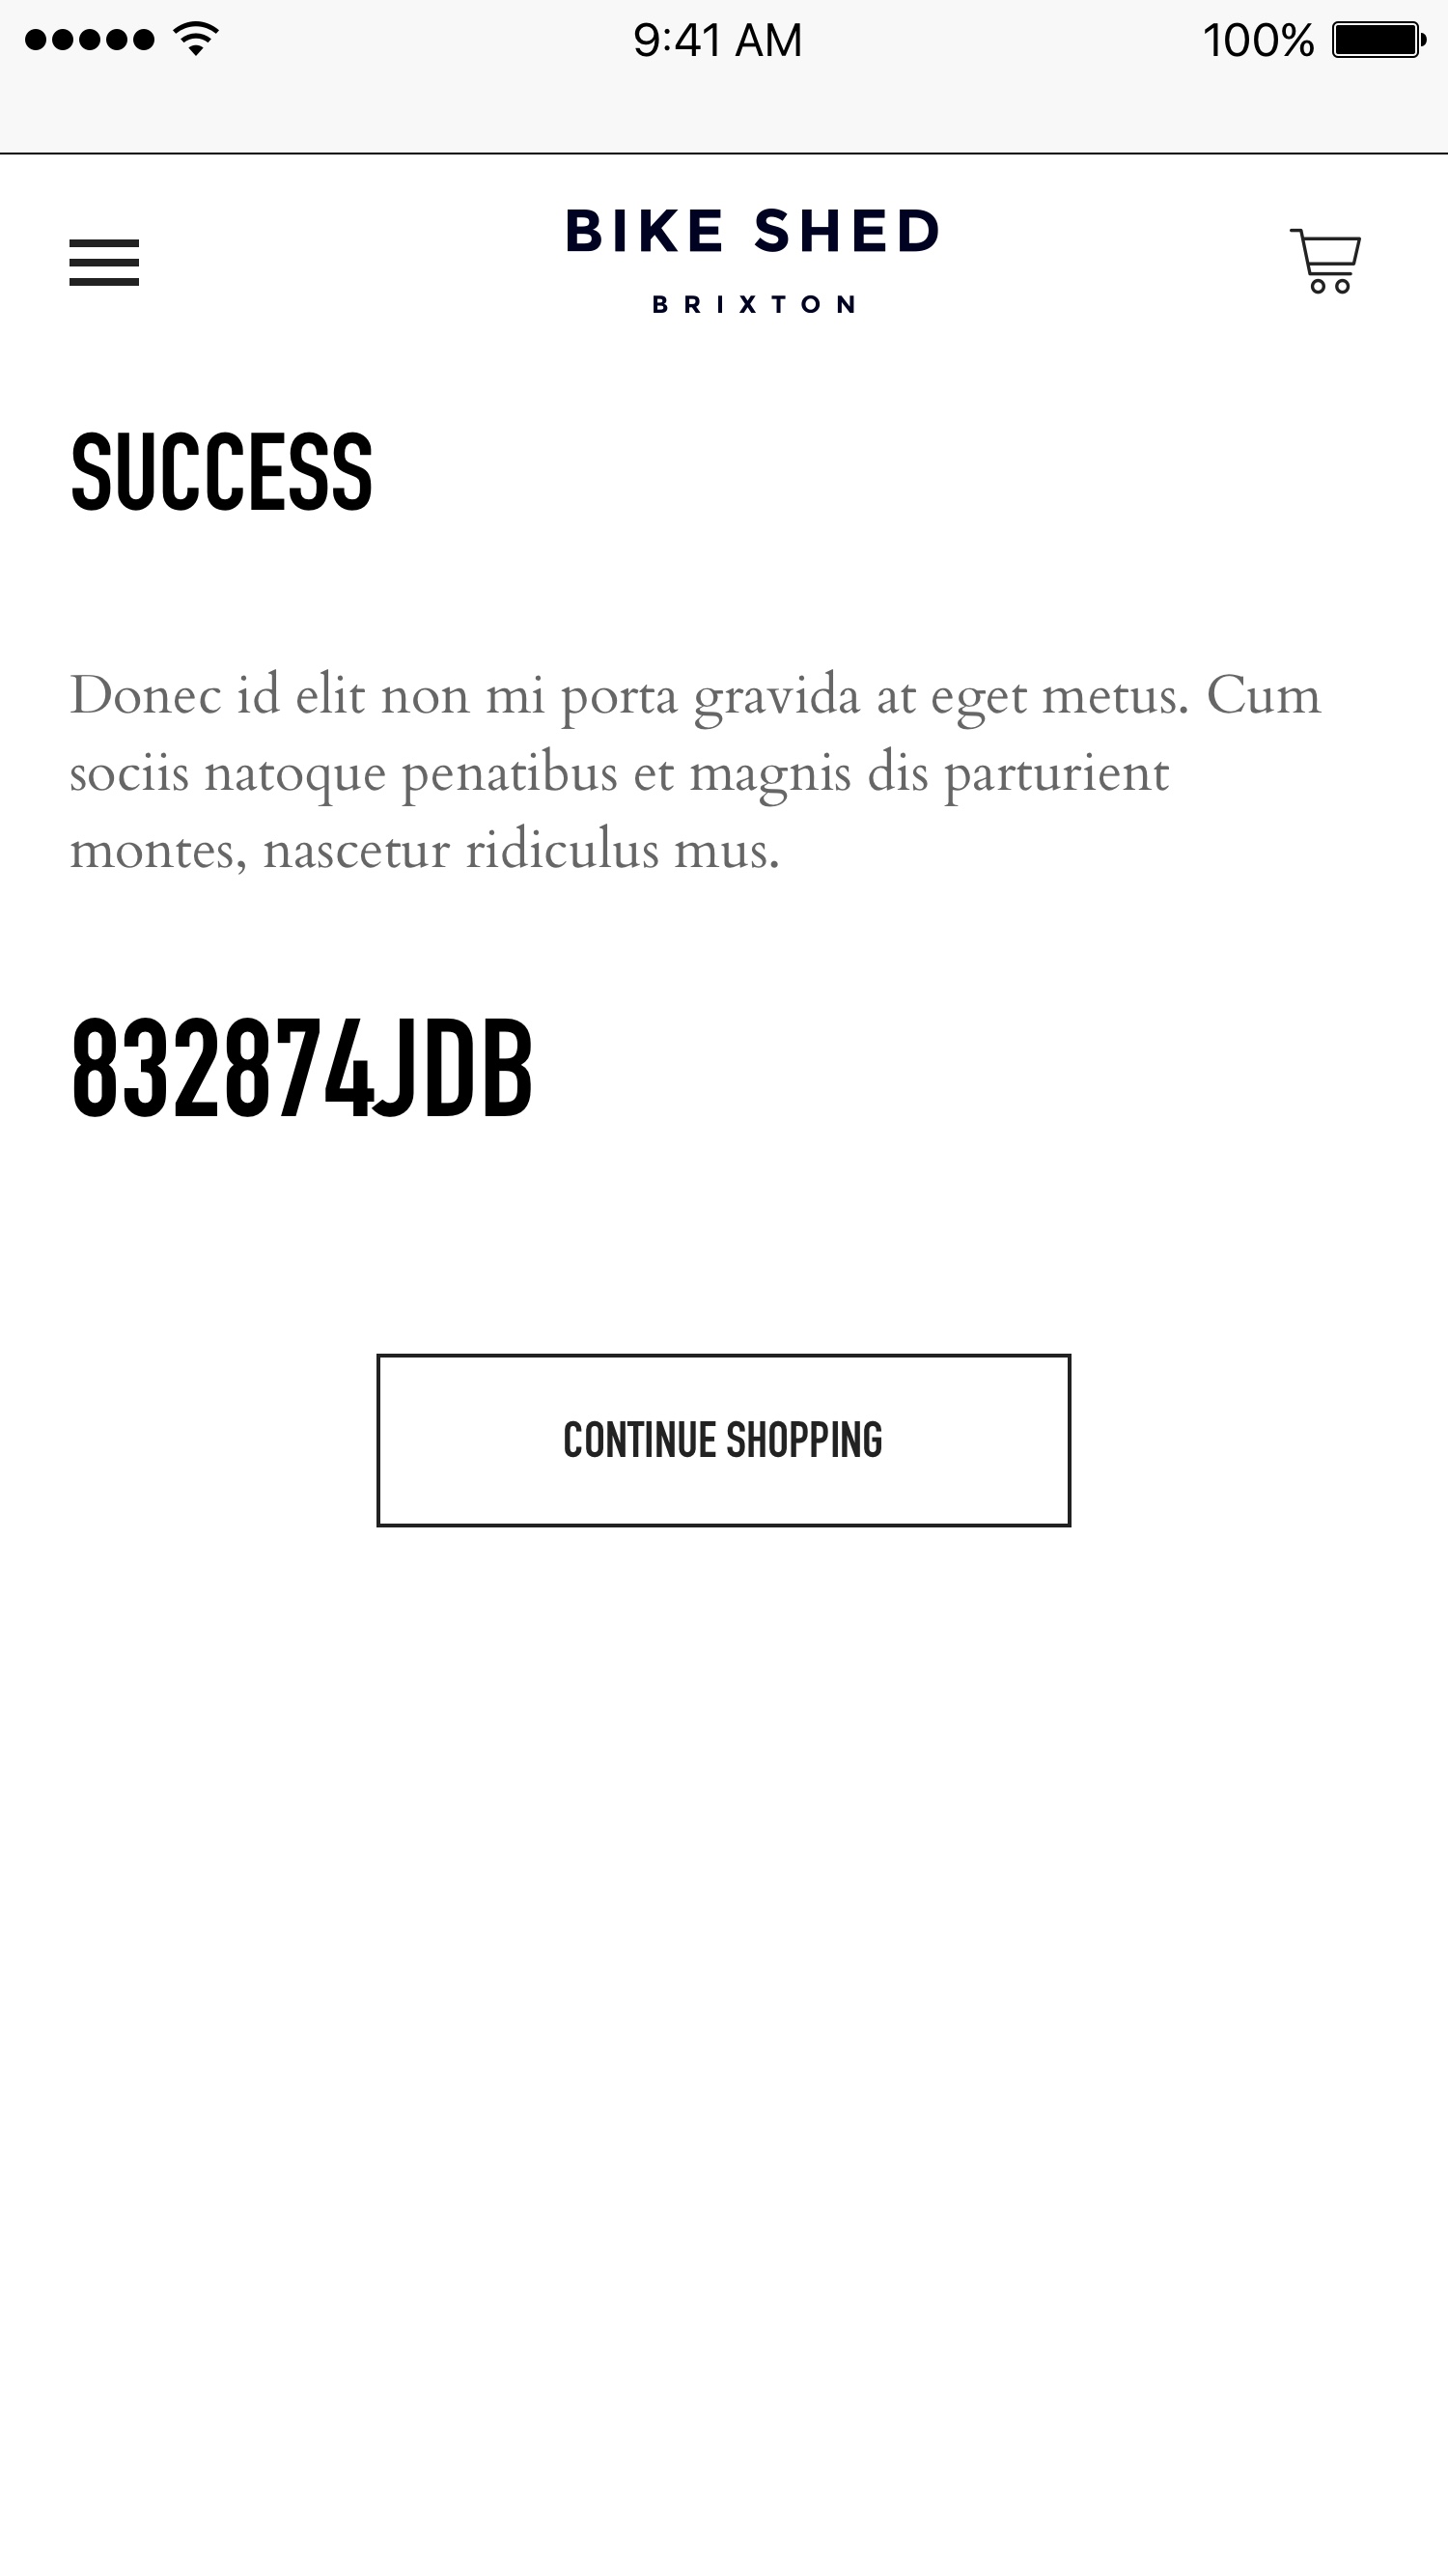 9:41 AM
100%
BIKE SHED
BRIXTON
SUCCESS
Donec id elit non mi porta gravida at eget metus. Cum
sociis natoque penatibus et magnis dis parturient
montes, nascetur ridiculus mus.
832874JDB
CONTINUE SHOPPING